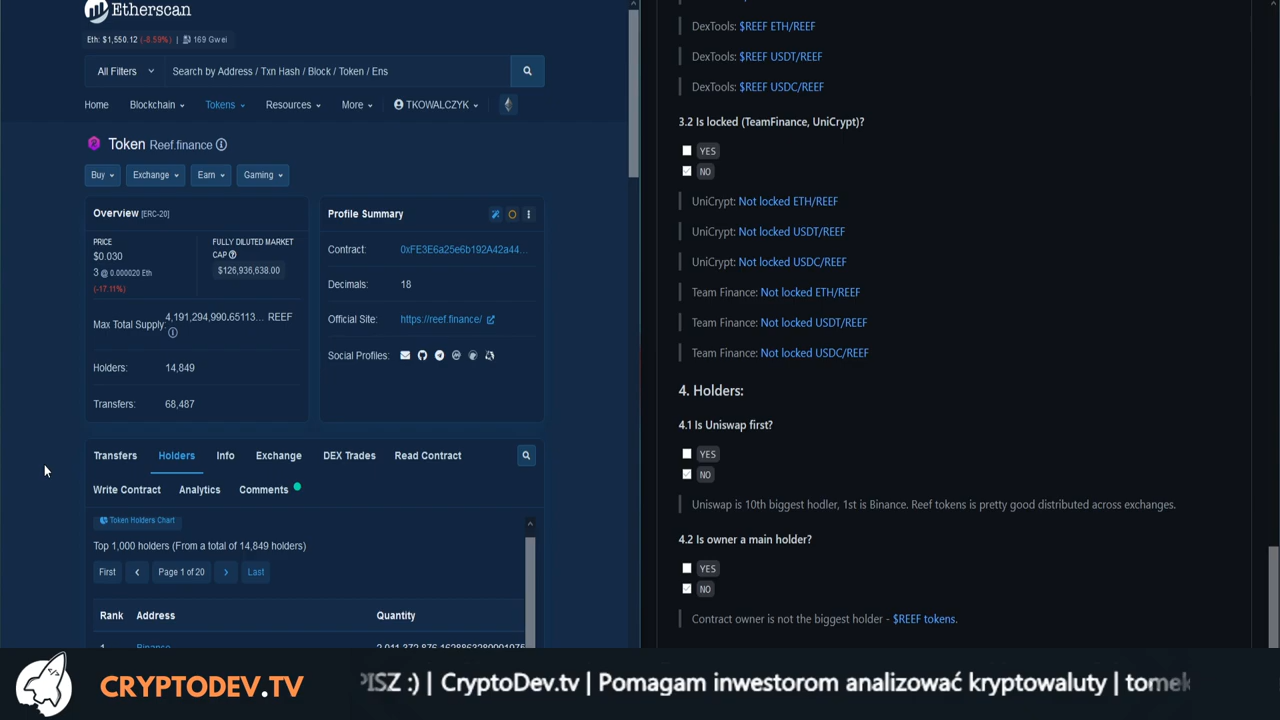 Etherscan
Eth: $1,550.12 (-8.59%) | 169 Gwei
All Filters
Search by Address / Txn Hash / Block / Token / Ens
Home Blockchain Tokens Resources More TKOWALCZYK
Token Reef.finance
Buy Exchange Earn Gaming
Overview [ERC-20]
PRICE
$0.030
3 @ 0.000020 Eth
(-17.11%)
FULLY DILUTED MARKET
CAP
$126,936,638.00
Max Total Supply: 4,191,294,990.65113... REEF
Holders: 14,849
Transfers: 68,487
Profile Summary
Contract: 0xFE3E6a25e6b192A42a44...
Decimals: 18
Official Site: https://reef.finance/
Social Profiles:
Transfers Holders Info Exchange DEX Trades Read Contract
Write Contract Analytics Comments
Token Holders Chart
Top 1,000 holders (From a total of 14,849 holders)
First Page 1 of 20 Last
Rank Address Quantity
DexTools: $REEF ETH/REEF
DexTools: $REEF USDT/REEF
DexTools: $REEF USDC/REEF
3.2 Is locked (TeamFinance, UniCrypt)?
YES
NO
UniCrypt: Not locked ETH/REEF
UniCrypt: Not locked USDT/REEF
UniCrypt: Not locked USDC/REEF
Team Finance: Not locked ETH/REEF
Team Finance: Not locked USDT/REEF
Team Finance: Not locked USDC/REEF
4. Holders:
4.1 Is Uniswap first?
YES
NO
Uniswap is 10th biggest hodler, 1st is Binance. Reef tokens is pretty good distributed across exchanges.
4.2 Is owner a main holder?
YES
NO
Contract owner is not the biggest holder - $REEF tokens.
CRYPTODEV.TV
PISZ :) | CryptoDev.tv | Pomagam inwestorom analizować kryptowaluty | tomek